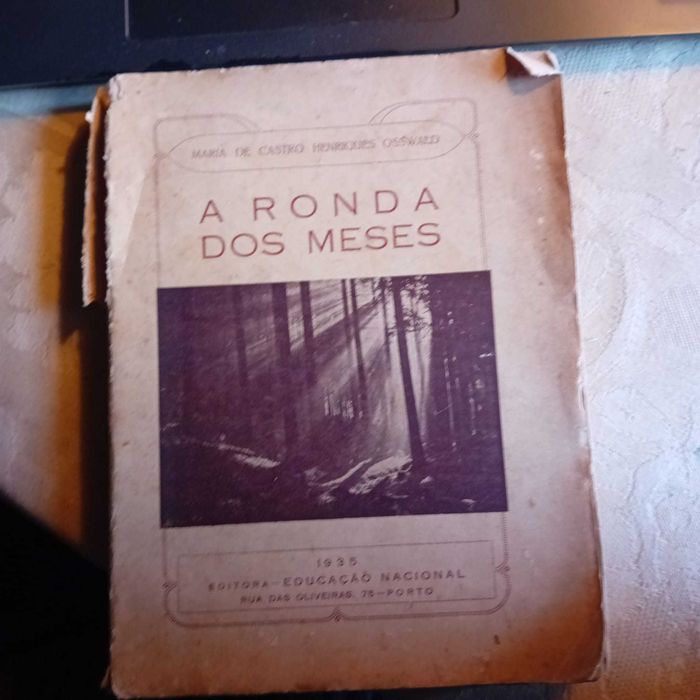 MARIA DE CASTRO HENRIQUES OSSWALD
A RONDA
DOS MESES
1935
EDITORA—EDUCAÇÃO NACIONAL
RUA DAS OLIVEIRAS, 75—PORTO